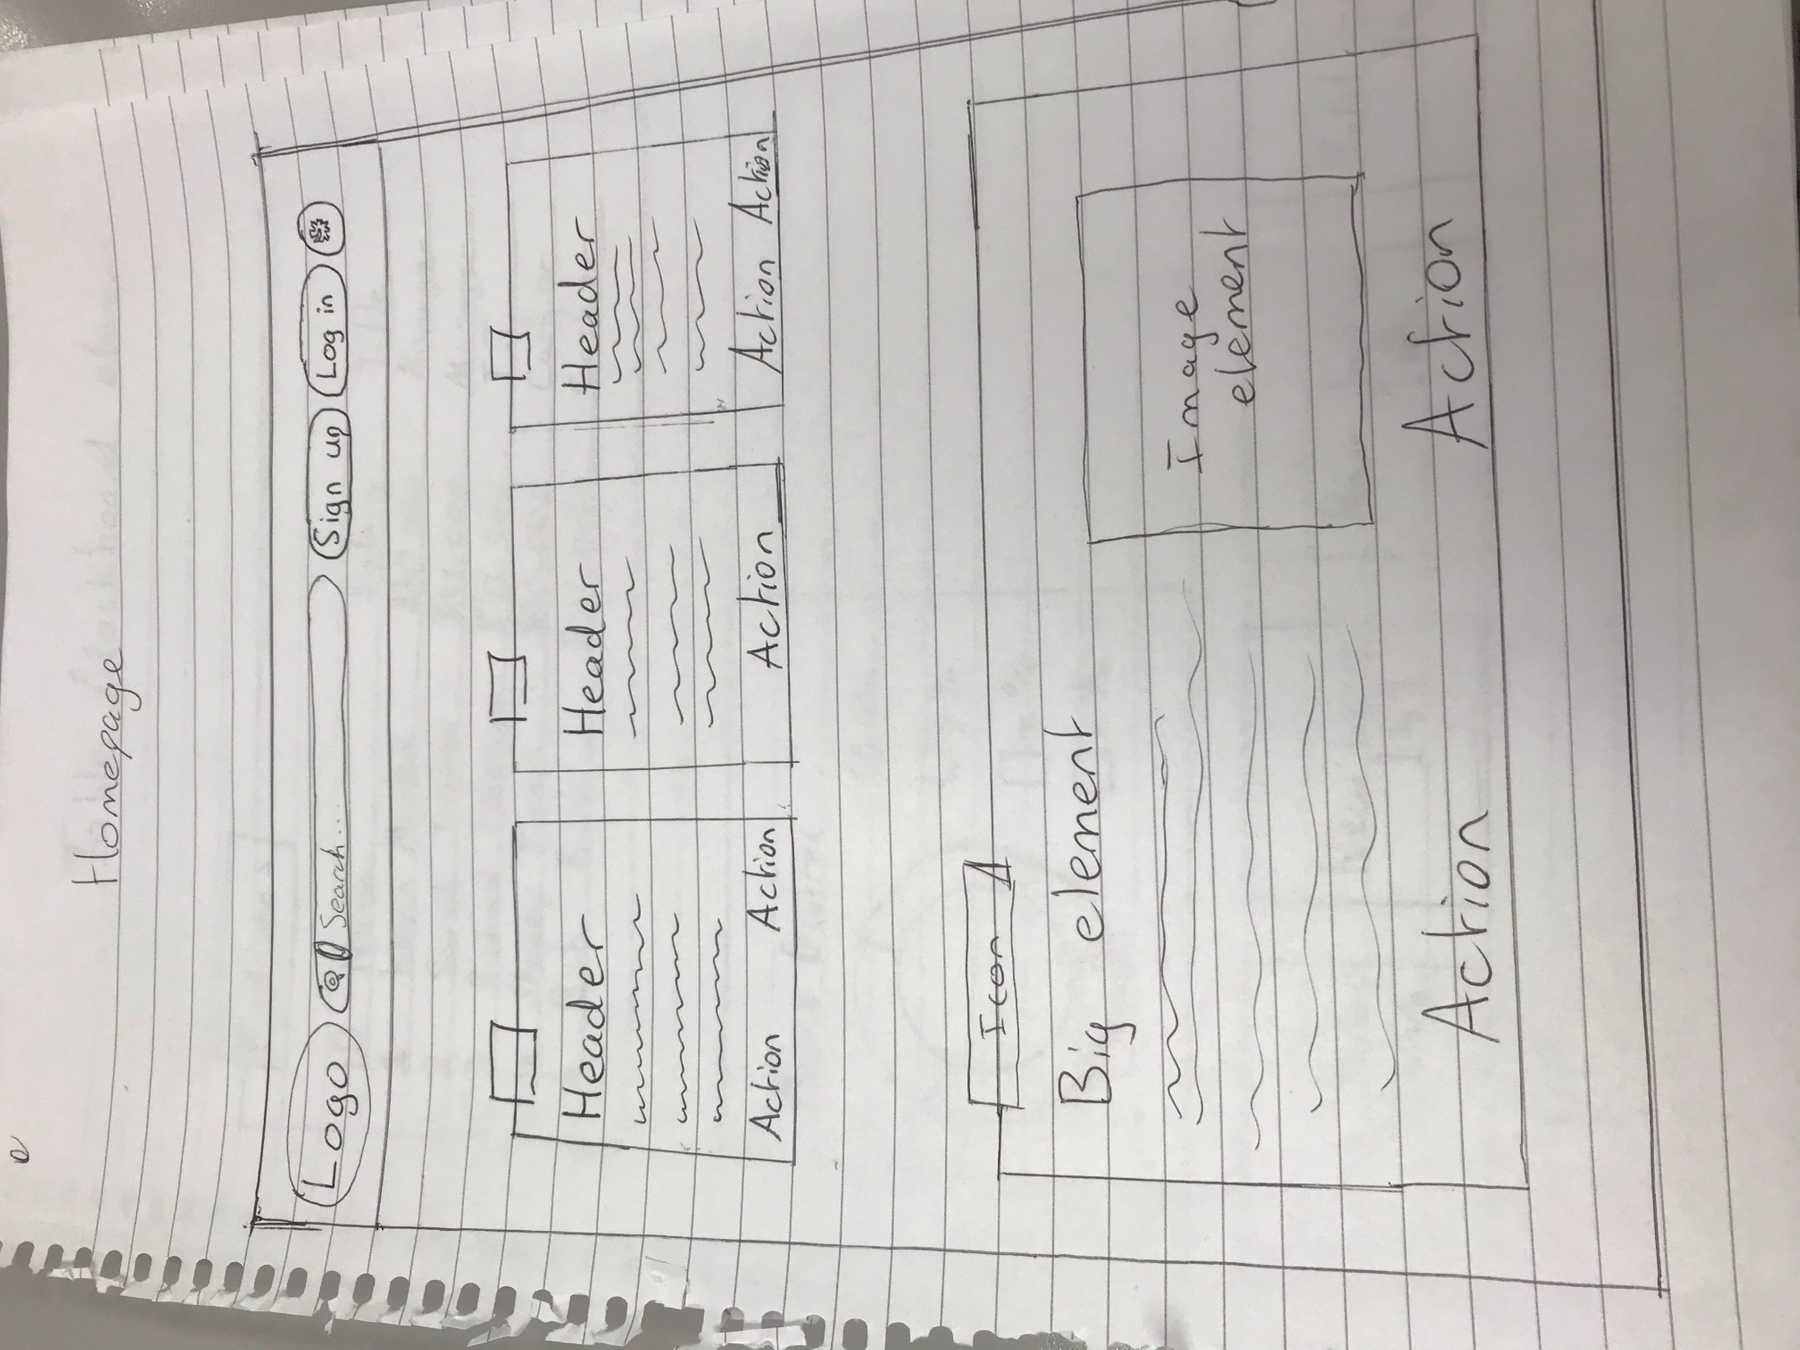 Homepage
Logo Search... Sign up Log in
Header Header Header
Action Action Action Action Action
Icon
Big element
Image
element
Action Action